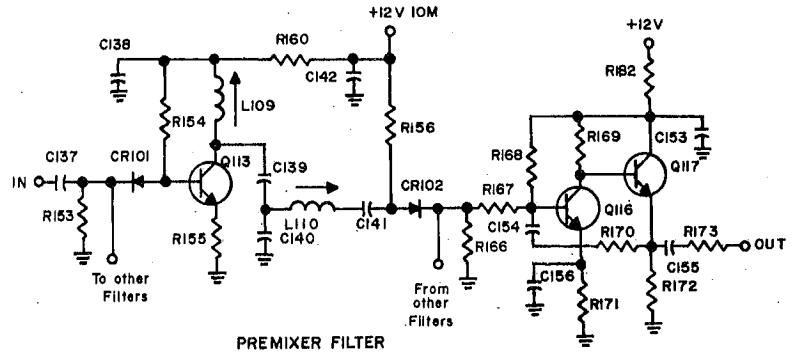 +12V 10M
+12V
C138
R160
R182
C142
L109
R154
R156
R169
C153
R168
C137
CR101
Q113
C139
CR102
R167
Q117
IN
Q116
R153
L110
C141
C154
R170
R173
R155
C140
R166
C155
OUT
C156
R172
To other
Filters
From
other
Filters
R171
PREMIXER FILTER